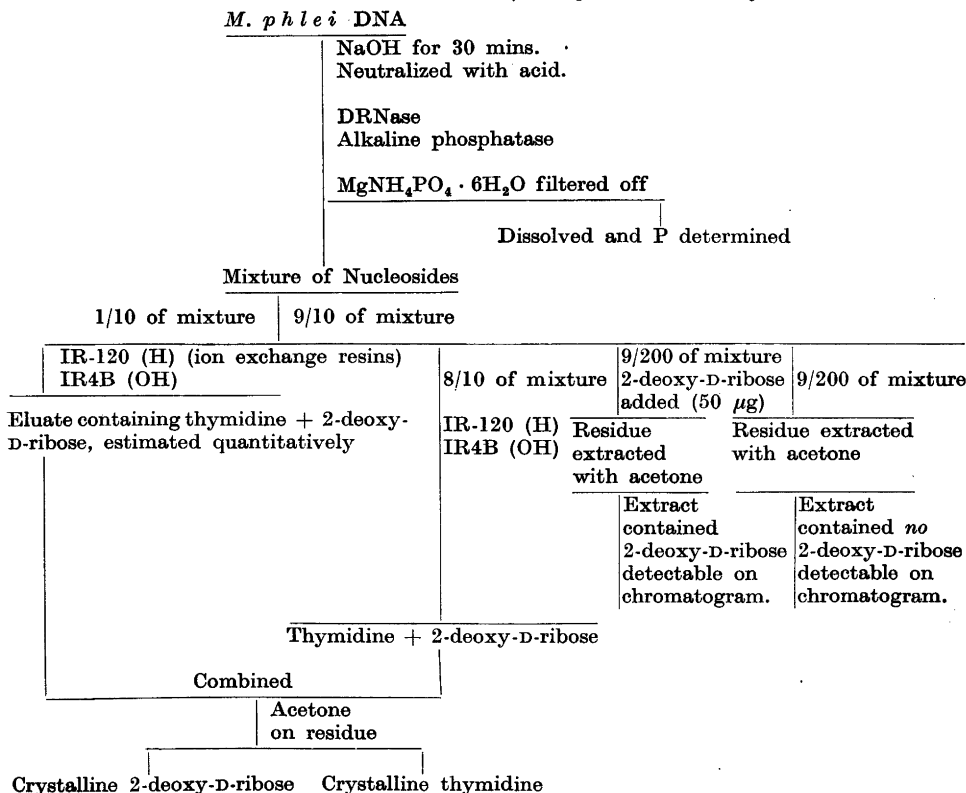 M. phlei DNA
NaOH for 30 mins.
Neutralized with acid.
DRNase
Alkaline phosphatase
MgNH₄PO₄ · 6H₂O filtered off
Dissolved and P determined
Mixture of Nucleosides
1/10 of mixture
9/10 of mixture
IR-120 (H) (ion exchange resins)
IR4B (OH)
Eluate containing thymidine + 2-deoxy-
D-ribose, estimated quantitatively
8/10 of mixture
IR-120 (H)
IR4B (OH)
9/200 of mixture
2-deoxy-D-ribose
added (50 μg)
Residue
extracted
with acetone
Extract
contained
2-deoxy-D-ribose
detectable on
chromatogram.
9/200 of mixture
Residue extracted
with acetone
Extract
contained no
2-deoxy-D-ribose
detectable on
chromatogram.
Thymidine + 2-deoxy-D-ribose
Combined
Acetone
on residue
Crystalline 2-deoxy-D-ribose
Crystalline thymidine